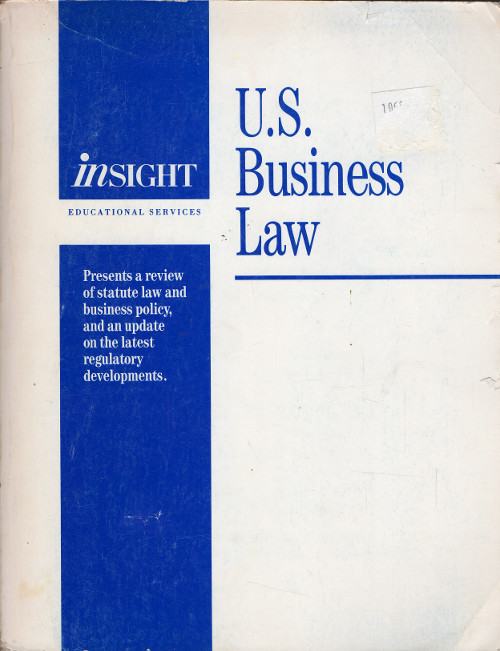 inSIGHT
EDUCATIONAL SERVICES
U.S.
Business
Law
Presents a review
of statute law and
business policy,
and an update
on the latest
regulatory
developments.